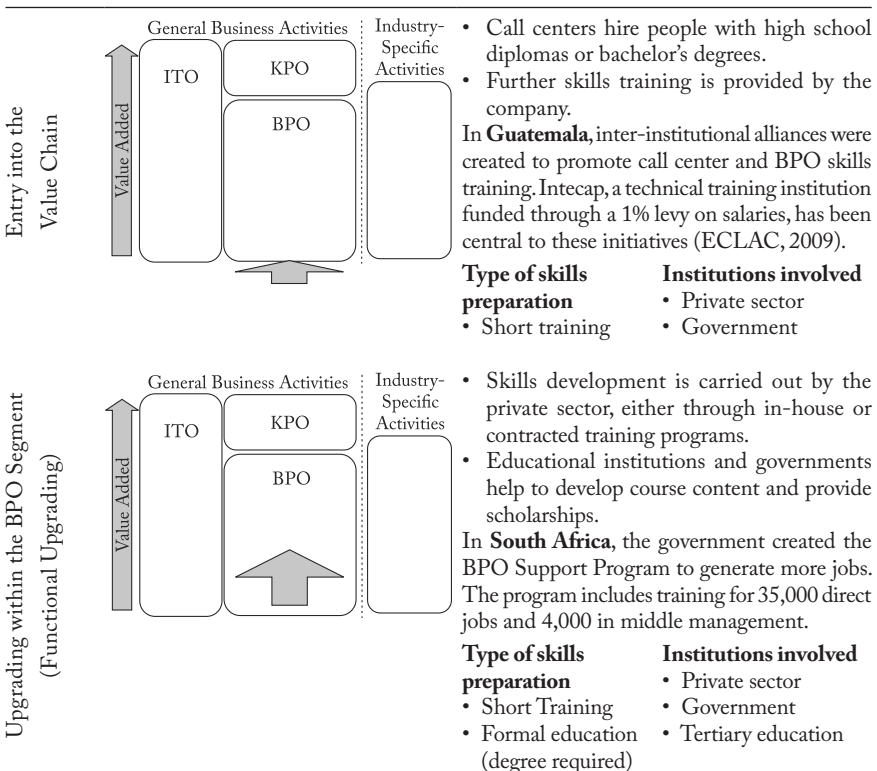 Entry into the
Value Chain
General Business Activities
Industry-
Specific
Activities
Value Added
ITO
KPO
BPO
• Call centers hire people with high school
diplomas or bachelor’s degrees.
• Further skills training is provided by the
company.
In Guatemala, inter-institutional alliances were
created to promote call center and BPO skills
training. Intecap, a technical training institution
funded through a 1% levy on salaries, has been
central to these initiatives (ECLAC, 2009).
Type of skills
preparation
• Short training
Institutions involved
• Private sector
• Government
Upgrading within the BPO Segment
(Functional Upgrading)
General Business Activities
Industry-
Specific
Activities
Value Added
ITO
KPO
BPO
• Skills development is carried out by the
private sector, either through in-house or
contracted training programs.
• Educational institutions and governments
help to develop course content and provide
scholarships.
In South Africa, the government created the
BPO Support Program to generate more jobs.
The program includes training for 35,000 direct
jobs and 4,000 in middle management.
Type of skills
preparation
• Short Training
• Formal education
(degree required)
Institutions involved
• Private sector
• Government
• Tertiary education